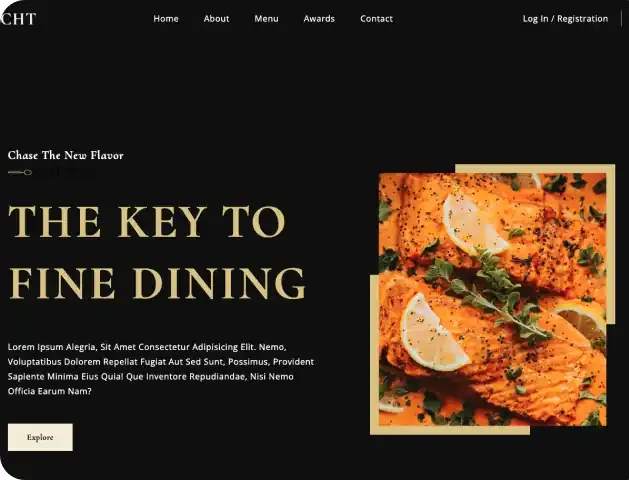 CHT
Home About Menu Awards Contact Log In / Registration
Chase The New Flavor
THE KEY TO
FINE DINING
Lorem Ipsum Alegria, Sit Amet Consectetur Adipisicing Elit. Nemo,
Voluptatibus Dolorem Repellat Fugiat Aut Sed Sunt, Possimus, Provident
Sapiente Minima Eius Quia! Que Inventore Repudiandae, Nisi Nemo
Officia Earum Nam?
Explore